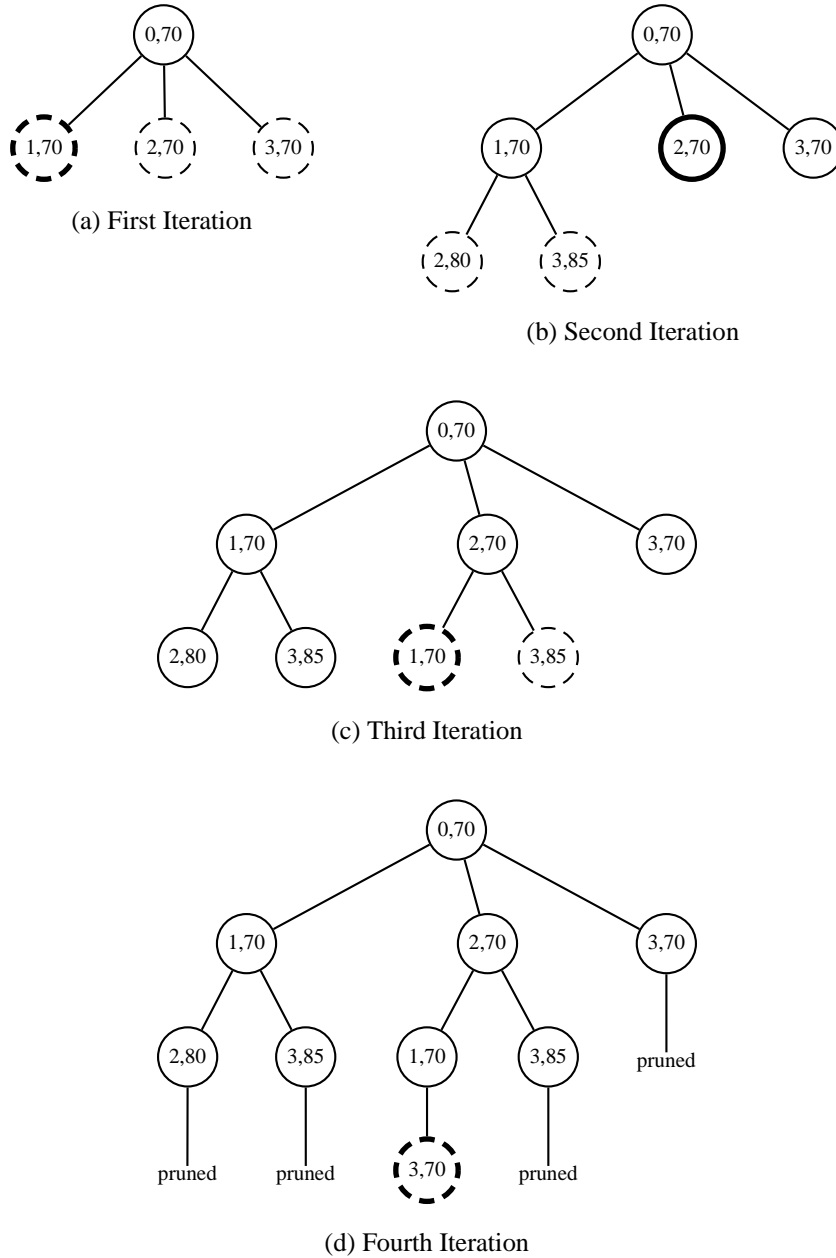 0,70
1,70 2,70 3,70
(a) First Iteration
0,70
1,70 2,70 3,70
2,80 3,85
(b) Second Iteration
0,70
1,70 2,70 3,70
2,80 3,85 1,70 3,85
(c) Third Iteration
0,70
1,70 2,70 3,70
2,80 3,85 1,70 3,85 pruned
pruned pruned 3,70 pruned
(d) Fourth Iteration